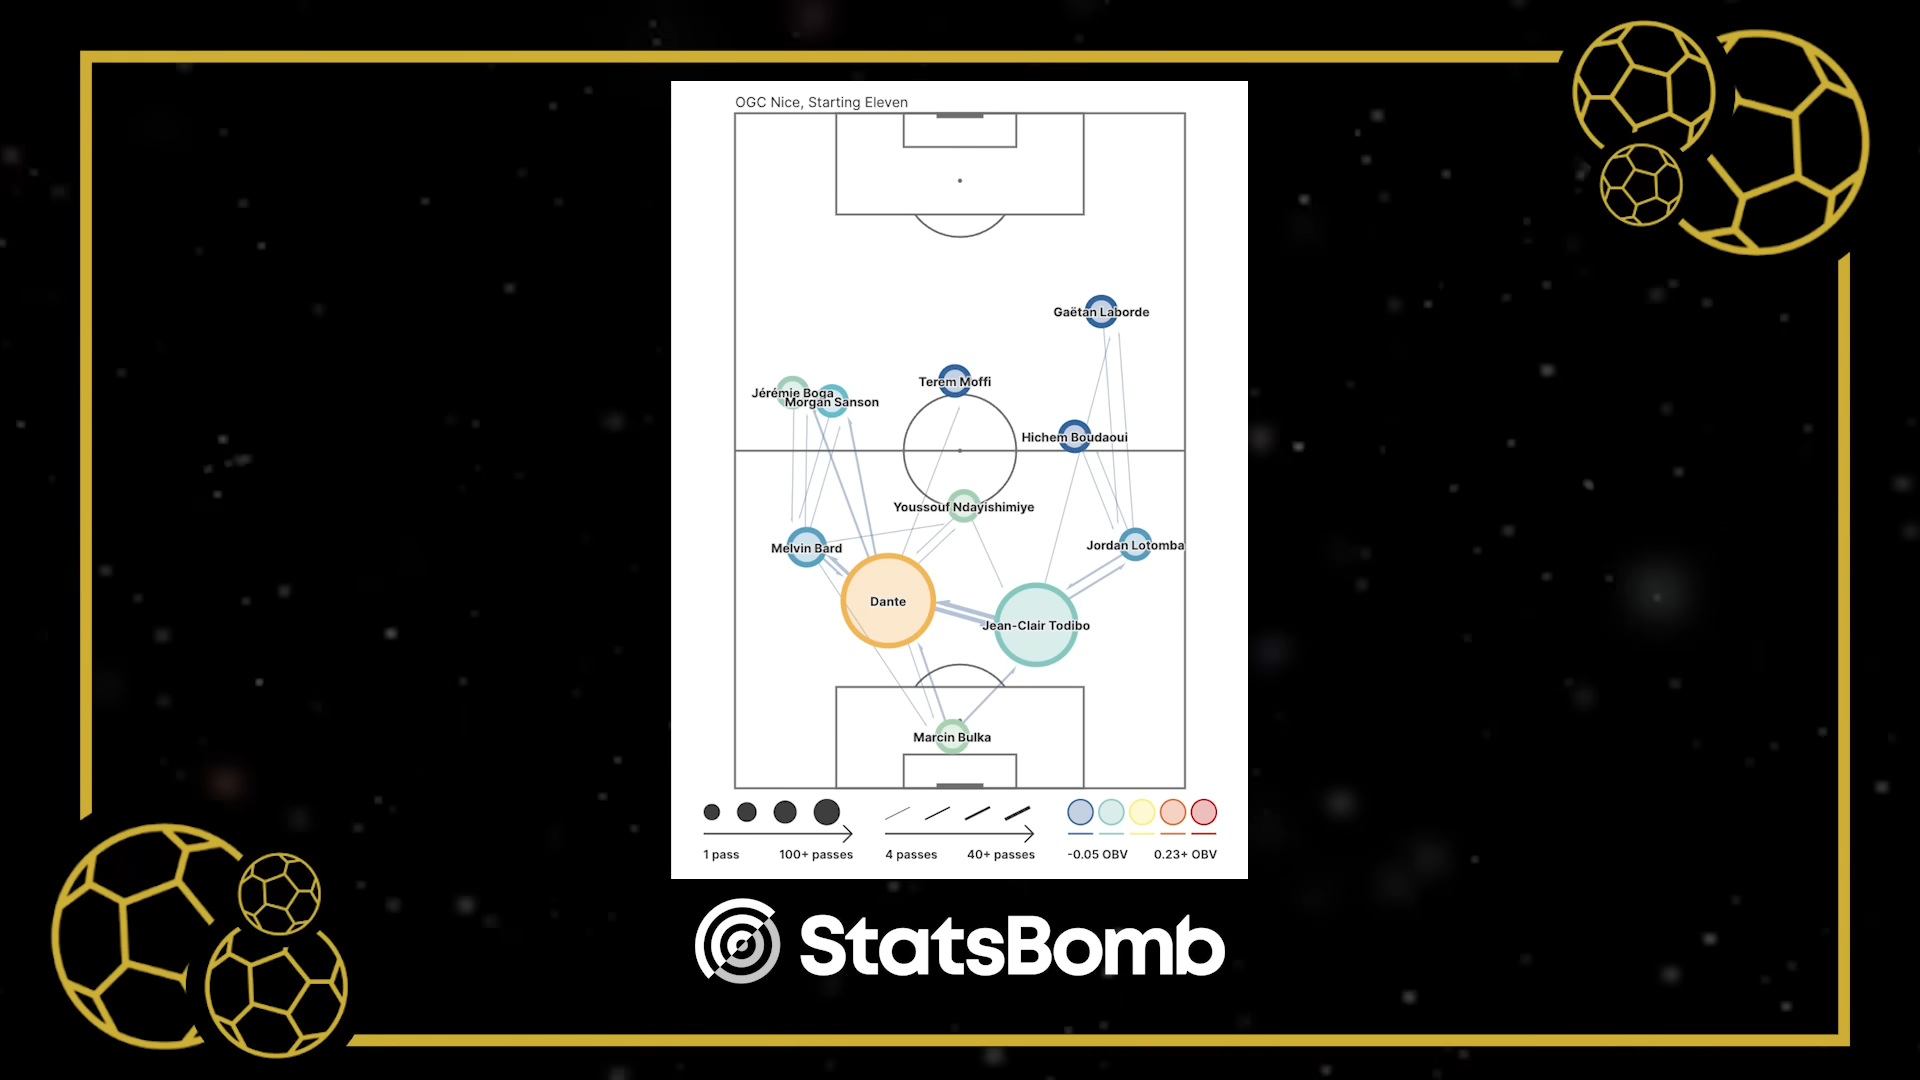 OGC Nice, Starting Eleven
Gaëtan Laborde
Terem Moffi
Jérémie Boga
Morgan Sanson
Hichem Boudaoui
Youssouf Ndayishimiye
Melvin Bard
Jordan Lotomba
Dante
Jean-Clair Todibo
Marcin Bulka
1 pass 100+ passes 4 passes 40+ passes -0.05 OBV 0.23+ OBV
StatsBomb